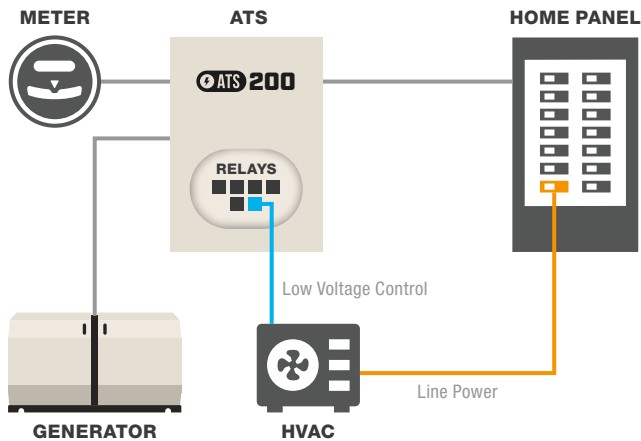 METER
ATS
HOME PANEL
ATS 200
RELAYS
Low Voltage Control
Line Power
GENERATOR
HVAC